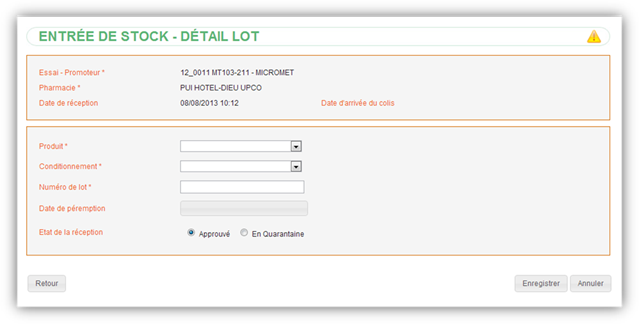 ENTRÉE DE STOCK - DÉTAIL LOT
Essai - Promoteur * 12_0011 MT103-211 - MICROMET
Pharmacie * PUI HOTEL-DIEU UPCO
Date de réception 08/08/2013 10:12 Date d'arrivée du colis
Produit *
Conditionnement *
Numéro de lot *
Date de péremption
Etat de la réception Approuvé En Quarantaine
Retour Enregistrer Annuler